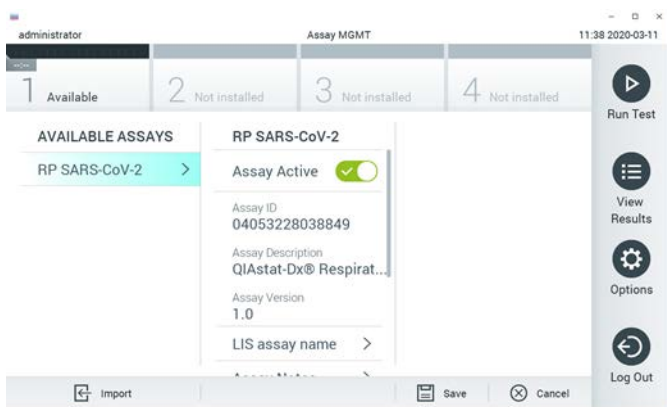 administrator Assay MGMT 11:38 2020-03-11
1 Available 2 Not installed 3 Not installed 4 Not installed
Run Test
AVAILABLE ASSAYS
RP SARS-CoV-2
RP SARS-CoV-2
Assay Active
Assay ID
04053228038849
Assay Description
QIAstat-Dx® Respirat...
Assay Version
1.0
LIS assay name
View
Results
Options
Log Out
Import
Save
Cancel